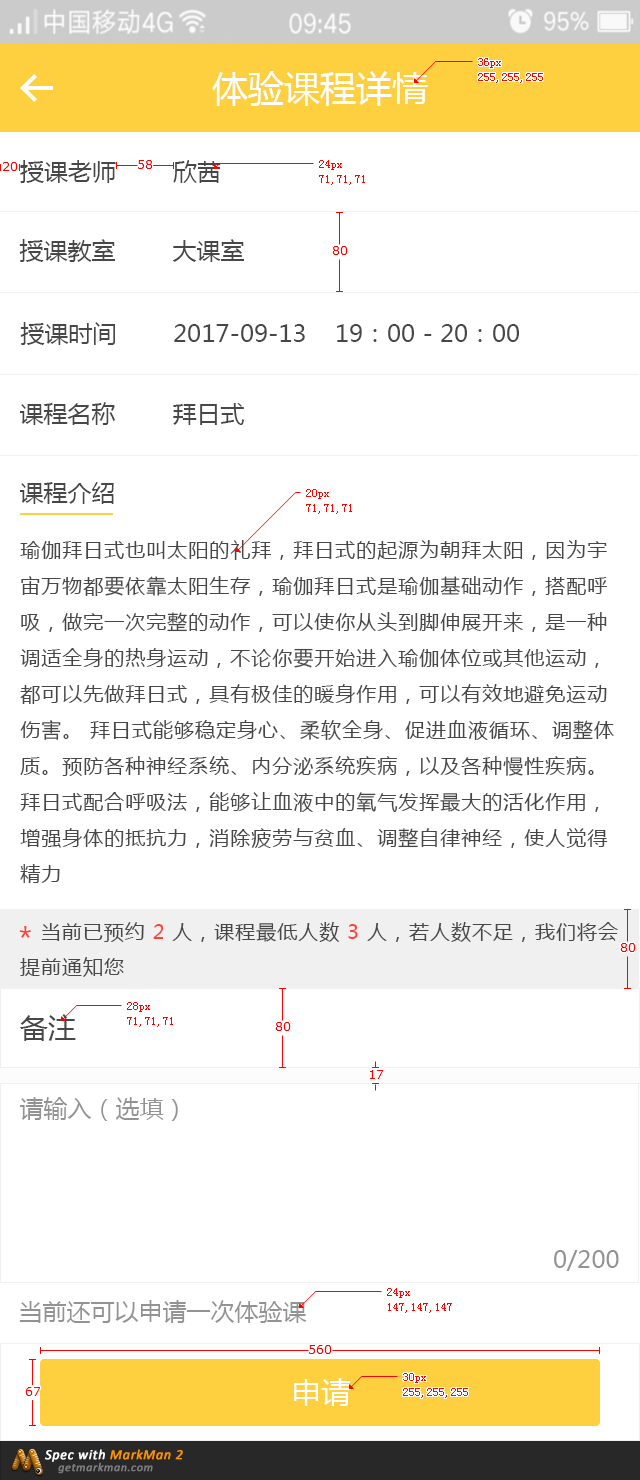 中国移动4G 09:45 95%
体验课程详情
36px
255, 255, 255
20 授课老师 58 欣茜
24px
71, 71, 71
授课教室 大课室
80
授课时间 2017-09-13 19：00 - 20：00
课程名称 拜日式
课程介绍
20px
71, 71, 71
瑜伽拜日式也叫太阳的礼拜，拜日式的起源为朝拜太阳，因为宇
宙万物都要依靠太阳生存，瑜伽拜日式是瑜伽基础动作，搭配呼
吸，做完一次完整的动作，可以使你从头到脚伸展开来，是一种
调适全身的热身运动，不论你要开始进入瑜伽体位或其他运动，
都可以先做拜日式，具有极佳的暖身作用，可以有效地避免运动
伤害。 拜日式能够稳定身心、柔软全身、促进血液循环、调整体
质。预防各种神经系统、内分泌系统疾病，以及各种慢性疾病。
拜日式配合呼吸法，能够让血液中的氧气发挥最大的活化作用，
增强身体的抵抗力，消除疲劳与贫血、调整自律神经，使人觉得
精力
* 当前已预约 2 人，课程最低人数 3 人，若人数不足，我们将会
提前通知您
80
备注
28px
71, 71, 71
80
17
请输入（选填）
0/200
当前还可以申请一次体验课
24px
147, 147, 147
560
67
申请
30px
255, 255, 255
Spec with MarkMan 2
getmarkman.com